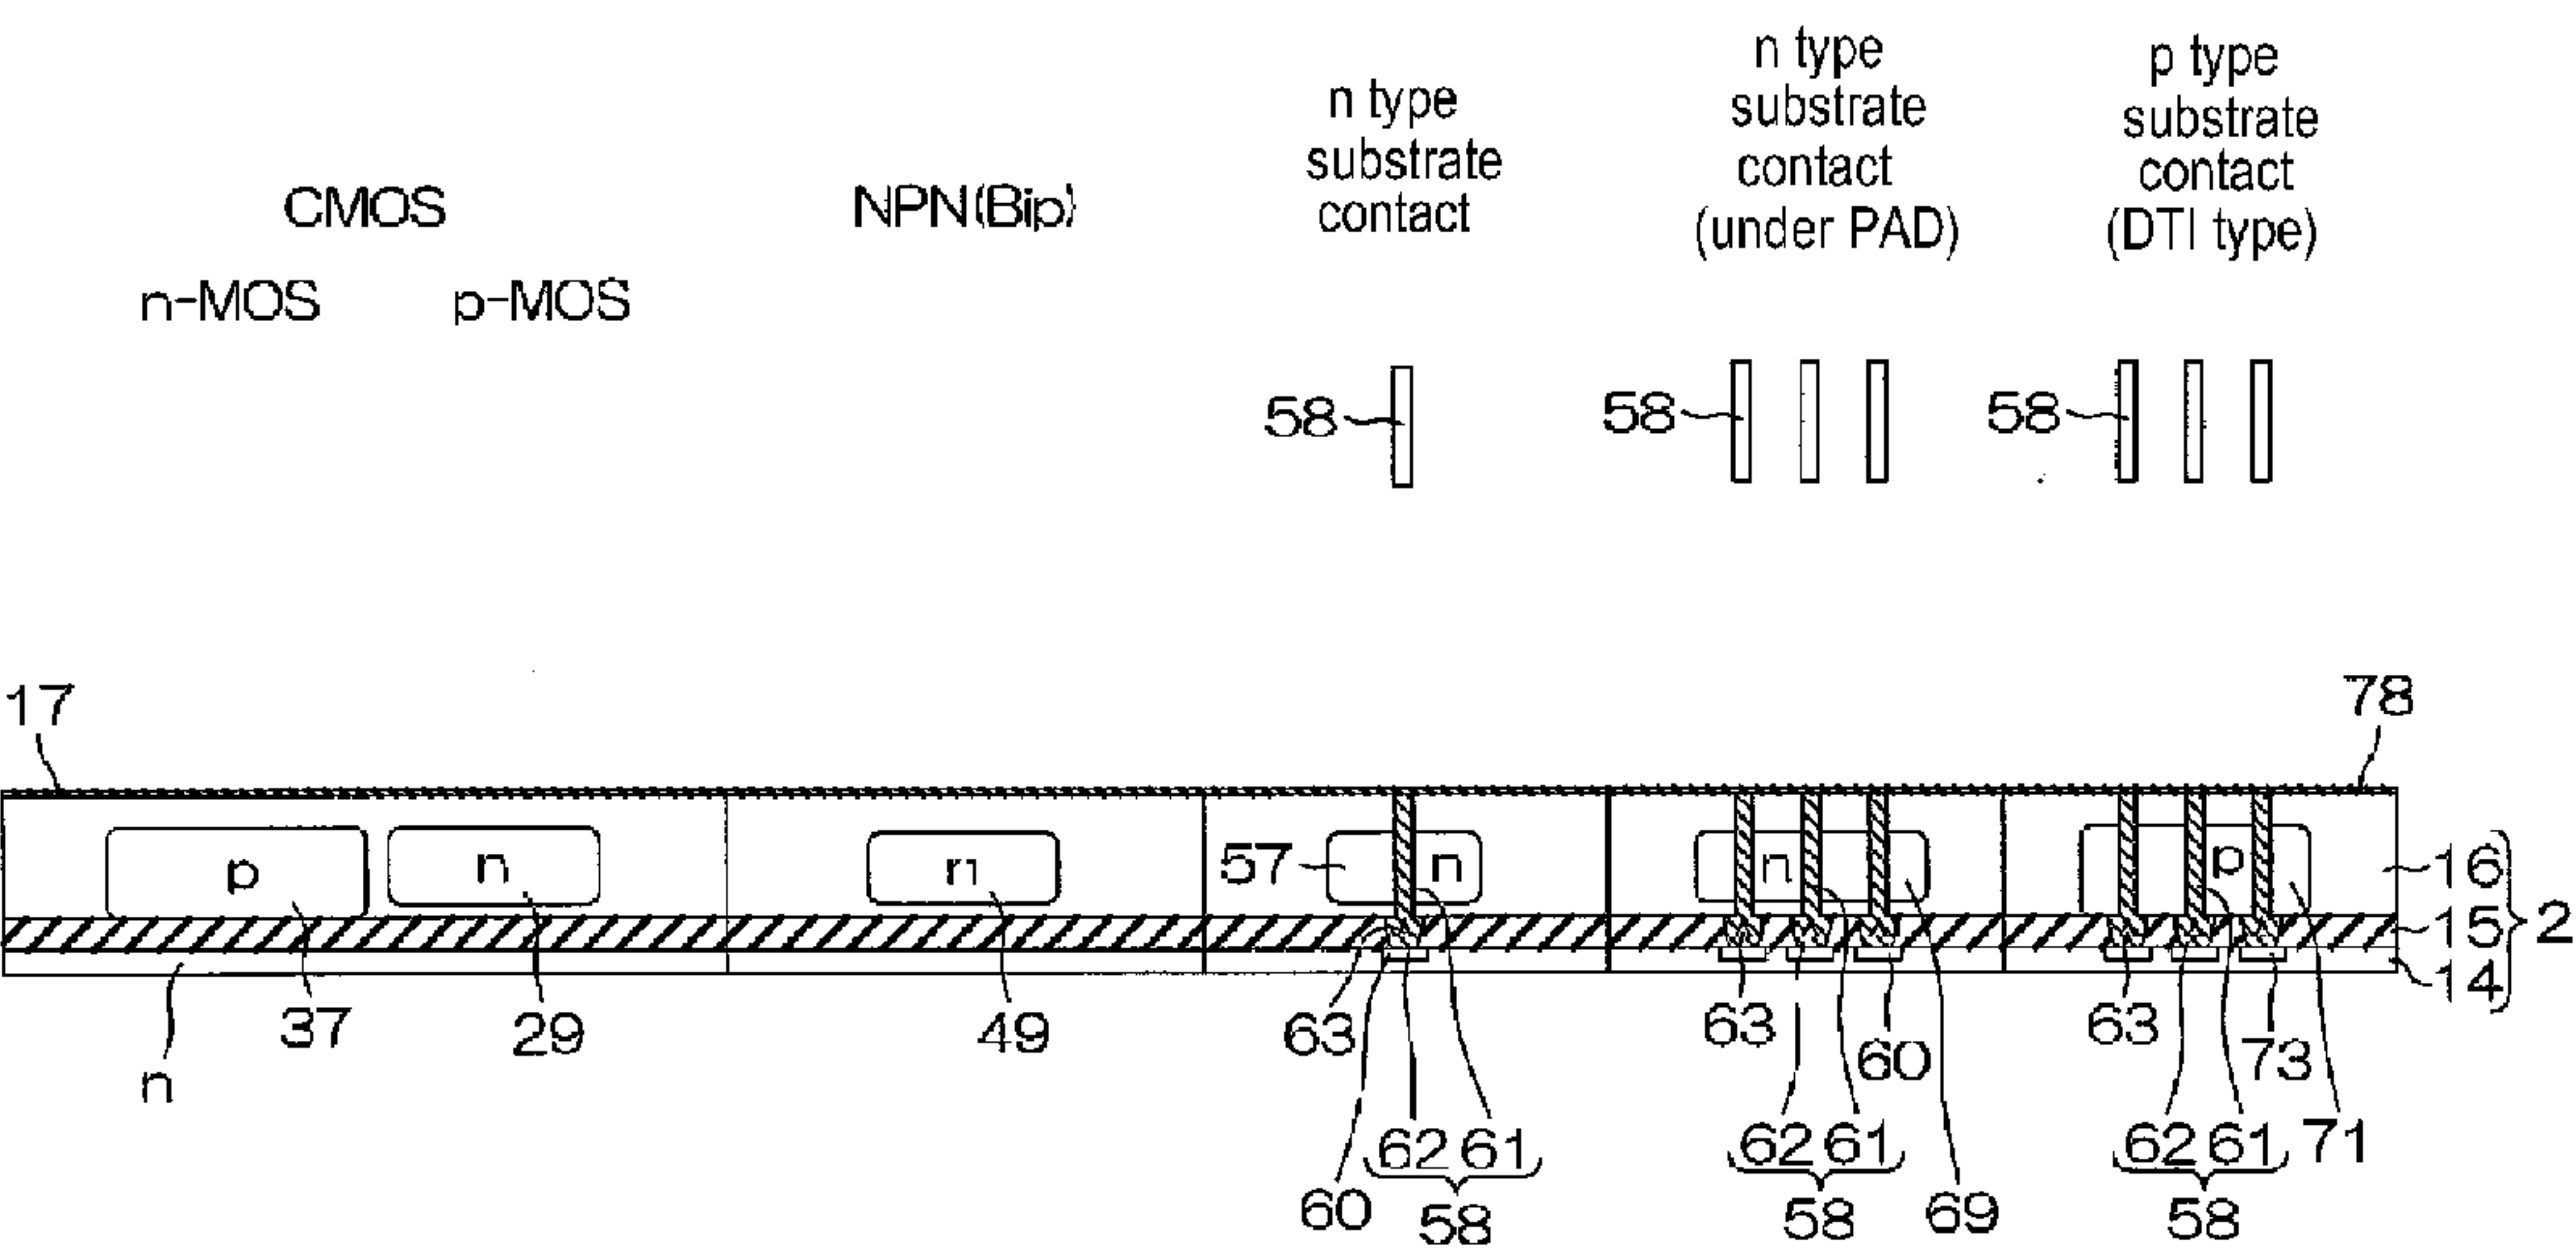 n type
substrate
contact
(under PAD)
p type
substrate
contact
(DTI type)
n type
substrate
contact
CMOS
NPN(Bip)
n-MOS
p-MOS
58
58
58
17
78
p
n
n
57
n
n
p
16
15
2
14
37
29
49
63
63
60
63
73
n
62 61
62 61
62 61
71
60
58
58
69
58